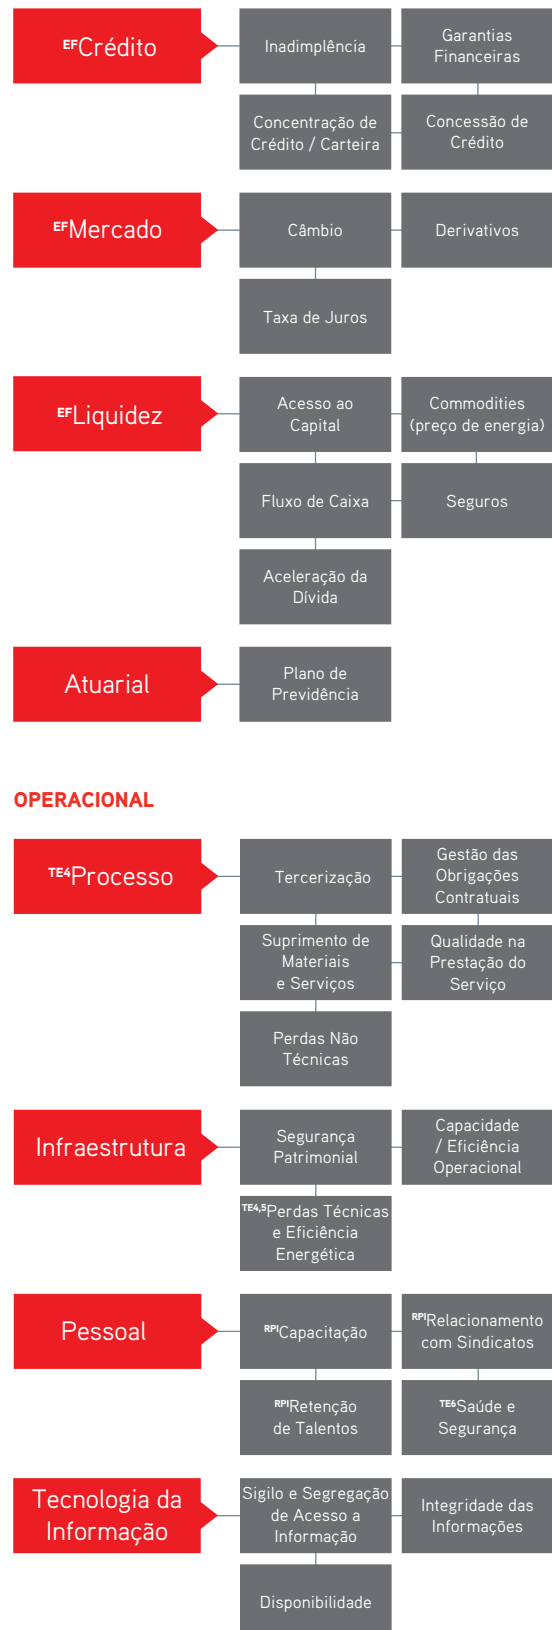 EFCrédito
Inadimplência
Garantias
Financeiras
Concentração de
Crédito / Carteira
Concessão de
Crédito
EFMercado
Câmbio
Derivativos
Taxa de Juros
EFLiquidez
Acesso ao
Capital
Commodities
(preço de energia)
Fluxo de Caixa
Seguros
Aceleração da
Dívida
Atuarial
Plano de
Previdência
OPERACIONAL
TE4Processo
Tercerização
Gestão das
Obrigações
Contratuais
Suprimento de
Materiais
e Serviços
Qualidade na
Prestação do
Serviço
Perdas Não
Técnicas
Infraestrutura
Segurança
Patrimonial
Capacidade
/ Eficiência
Operacional
TE4,5Perdas Técnicas
e Eficiência
Energética
Pessoal
RPICapacitação
RPIRelacionamento
com Sindicatos
RPIRetenção
de Talentos
TE6Saúde e
Segurança
Tecnologia da
Informação
Sigilo e Segregação
de Acesso a
Informação
Integridade das
Informações
Disponibilidade